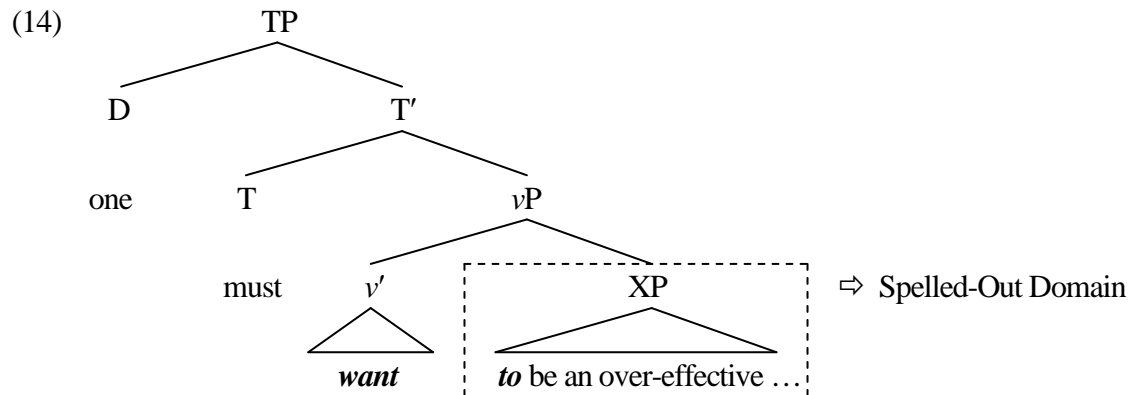 (14) TP
D T′
one T vP
must v′ XP ⇨ Spelled-Out Domain
want to be an over-effective …